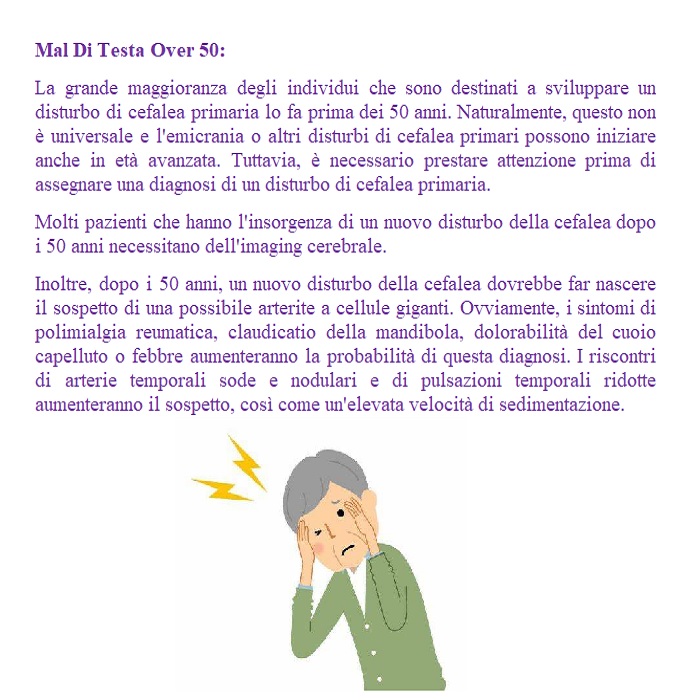 Mal Di Testa Over 50:
La grande maggioranza degli individui che sono destinati a sviluppare un
disturbo di cefalea primaria lo fa prima dei 50 anni. Naturalmente, questo non
è universale e l'emicrania o altri disturbi di cefalea primari possono iniziare
anche in età avanzata. Tuttavia, è necessario prestare attenzione prima di
assegnare una diagnosi di un disturbo di cefalea primaria.
Molti pazienti che hanno l'insorgenza di un nuovo disturbo della cefalea dopo
i 50 anni necessitano dell'imaging cerebrale.
Inoltre, dopo i 50 anni, un nuovo disturbo della cefalea dovrebbe far nascere
il sospetto di una possibile arterite a cellule giganti. Ovviamente, i sintomi di
polimialgia reumatica, claudicatio della mandibola, dolorabilità del cuoio
capelluto o febbre aumenteranno la probabilità di questa diagnosi. I riscontri
di arterie temporali sode e nodulari e di pulsazioni temporali ridotte
aumenteranno il sospetto, così come un'elevata velocità di sedimentazione.